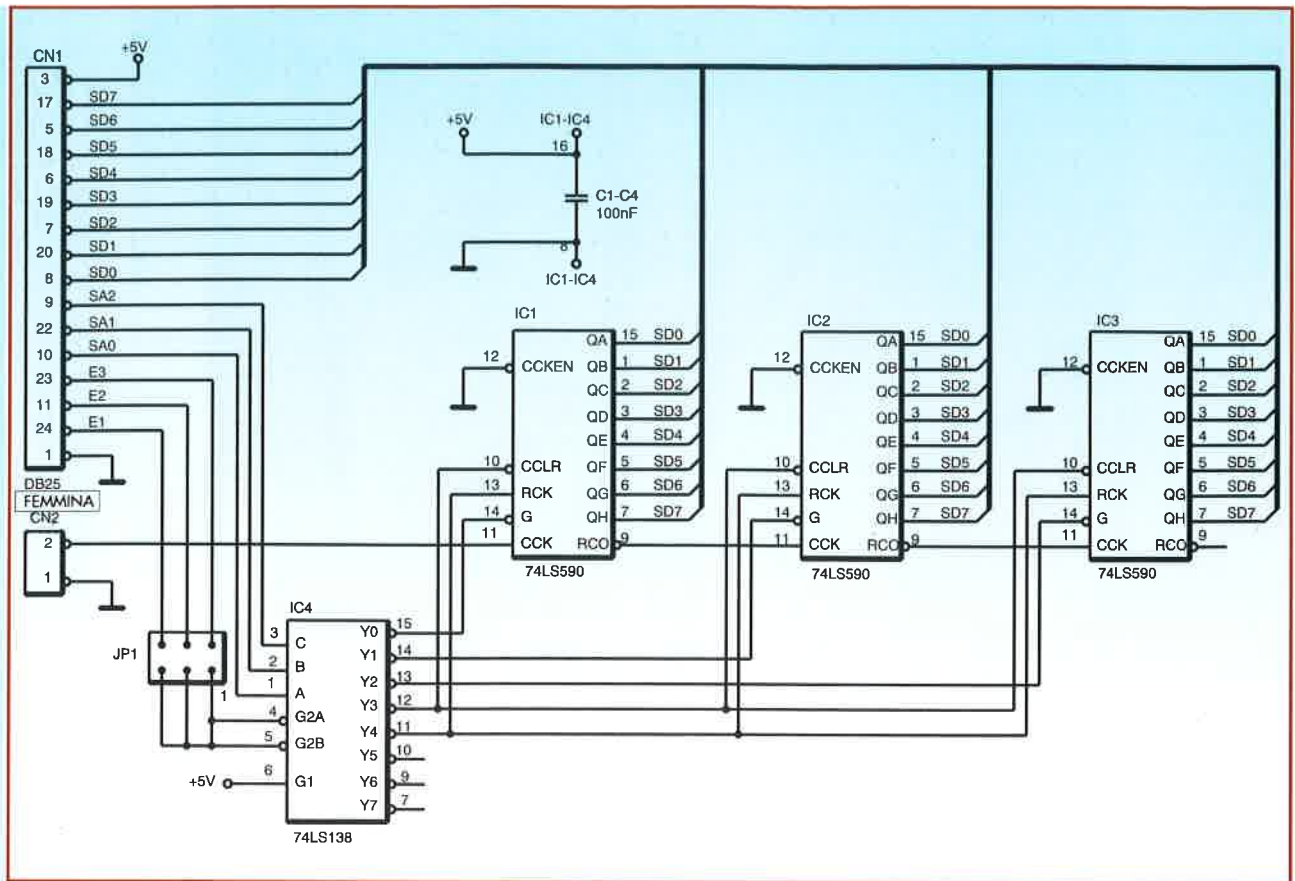 CN1
+5V
3
17 SD7
5 SD6
18 SD5
6 SD4
19 SD3
7 SD2
20 SD1
8 SD0
9 SA2
22 SA1
10 SA0
23 E3
11 E2
24 E1
1
DB25
FEMMINA
CN2
2
1
JP1
1
+5V IC1-IC4
16
C1-C4
100nF
8
IC1-IC4
IC1
12 CCKEN
10 CCLR
13 RCK
14 G
11 CCK
QA 15 SD0
QB 1 SD1
QC 2 SD2
QD 3 SD3
QE 4 SD4
QF 5 SD5
QG 6 SD6
QH 7 SD7
RCO 9
74LS590
IC2
12 CCKEN
10 CCLR
13 RCK
14 G
11 CCK
QA 15 SD0
QB 1 SD1
QC 2 SD2
QD 3 SD3
QE 4 SD4
QF 5 SD5
QG 6 SD6
QH 7 SD7
RCO 9
74LS590
IC3
12 CCKEN
10 CCLR
13 RCK
14 G
11 CCK
QA 15 SD0
QB 1 SD1
QC 2 SD2
QD 3 SD3
QE 4 SD4
QF 5 SD5
QG 6 SD6
QH 7 SD7
RCO 9
74LS590
IC4
3 C
2 B
1 A
4 G2A
5 G2B
+5V 6 G1
Y0 15
Y1 14
Y2 13
Y3 12
Y4 11
Y5 10
Y6 9
Y7 7
74LS138